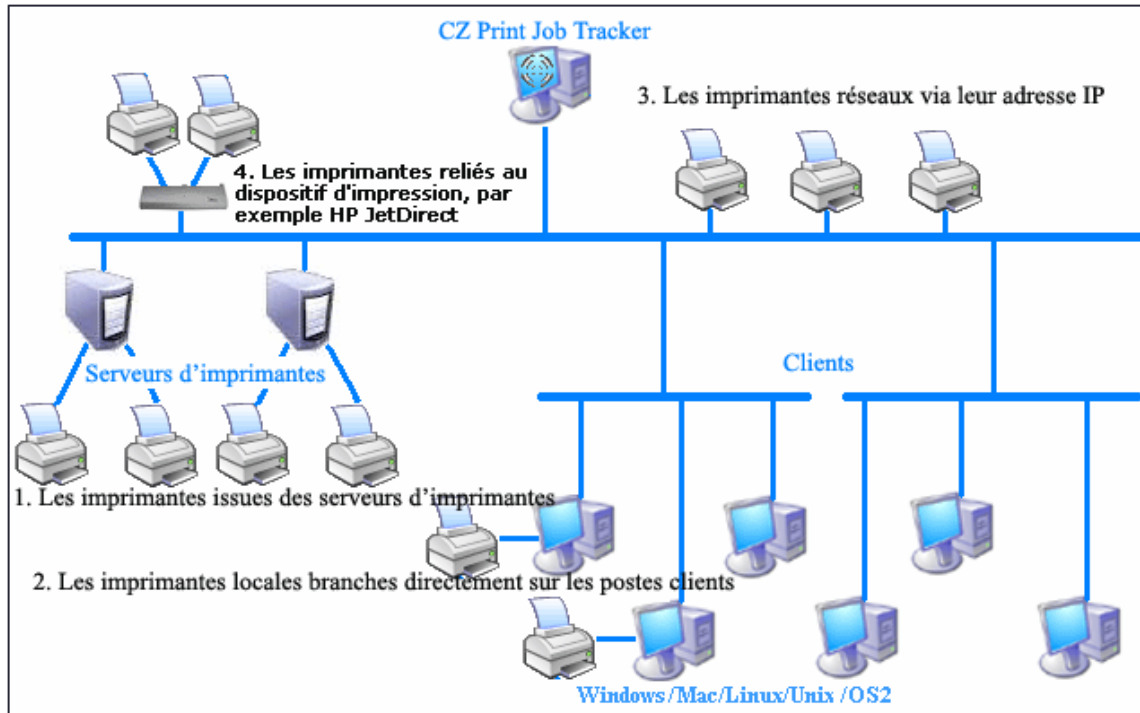 CZ Print Job Tracker
3. Les imprimantes réseaux via leur adresse IP
4. Les imprimantes reliés au
dispositif d'impression, par
exemple HP JetDirect
Serveurs d’imprimantes
Clients
1. Les imprimantes issues des serveurs d’imprimantes
2. Les imprimantes locales branches directement sur les postes clients
Windows/Mac/Linux/Unix /OS2